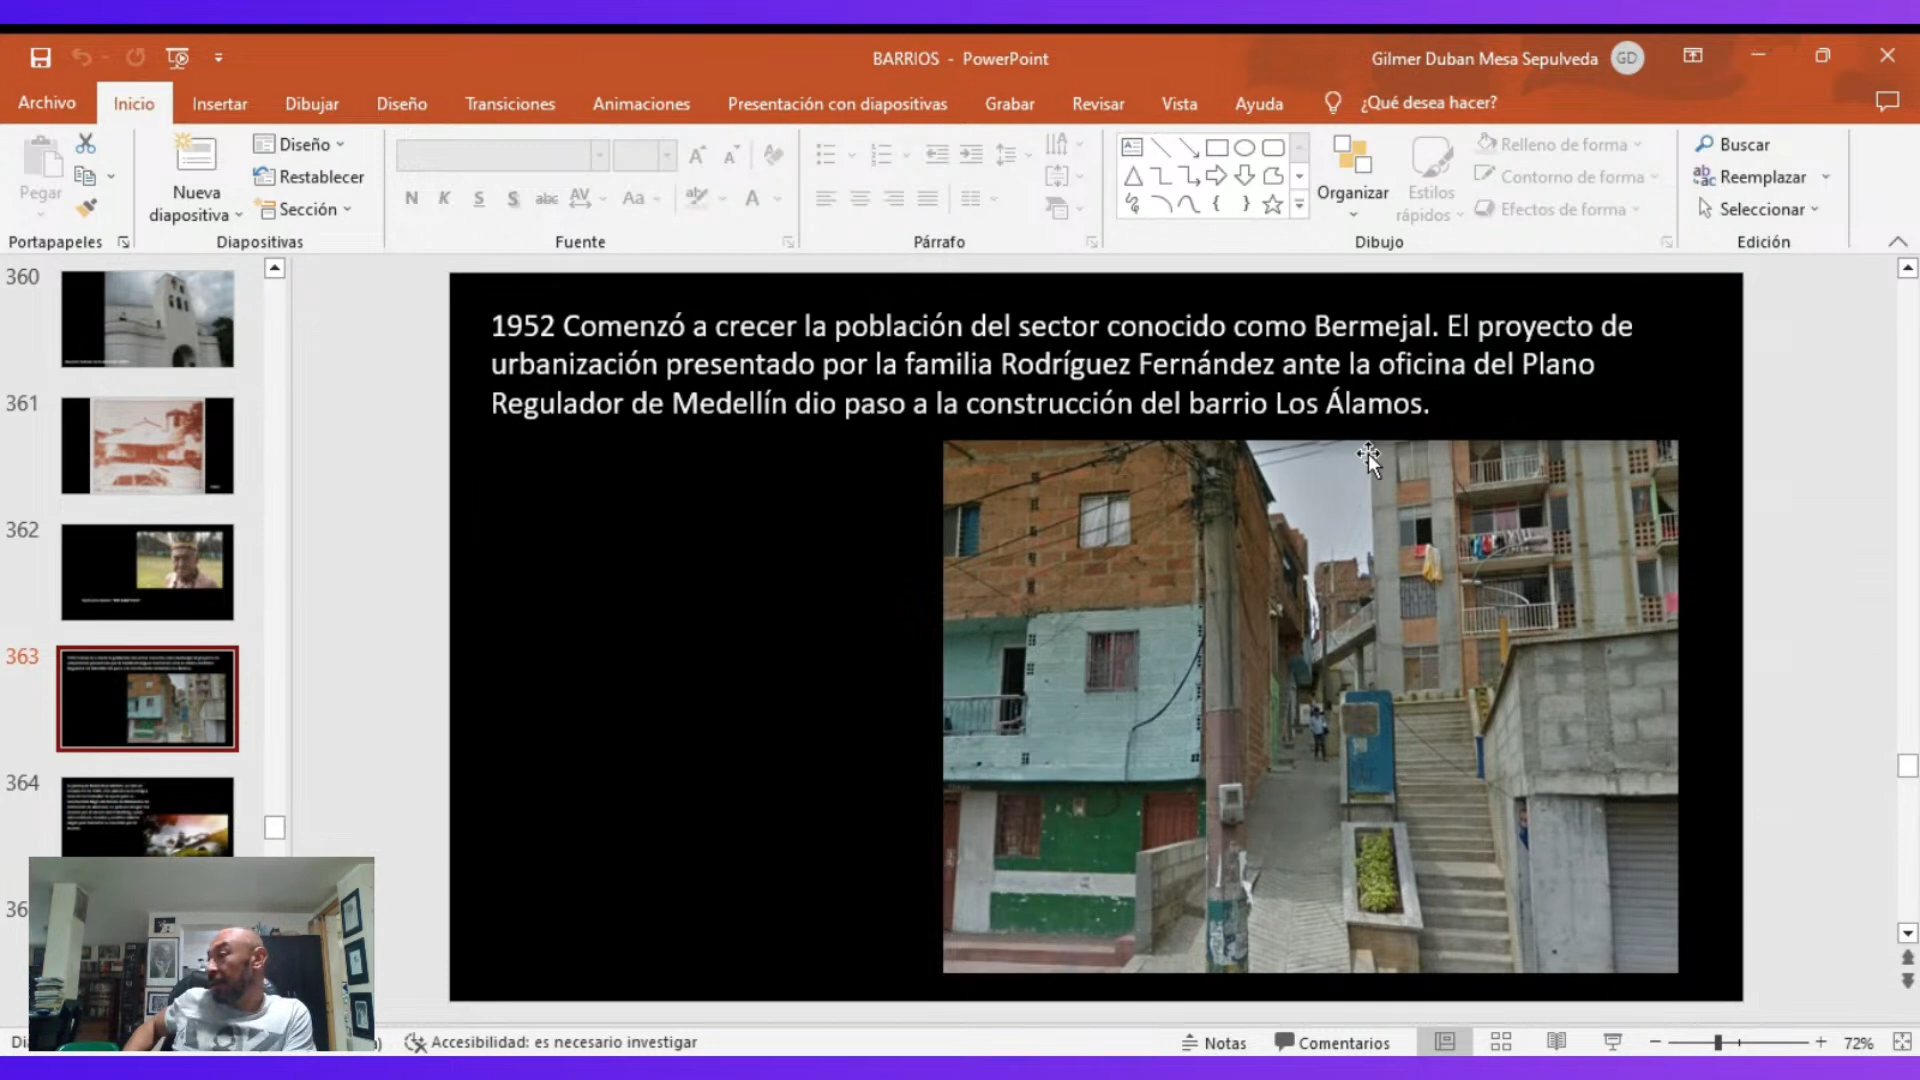 BARRIOS - PowerPoint
Gilmer Duban Mesa Sepulveda GD
Archivo Inicio Insertar Dibujar Diseño Transiciones Animaciones Presentación con diapositivas Grabar Revisar Vista Ayuda ¿Qué desea hacer?
Pegar
Nueva
diapositiva
Diseño
Restablecer
Sección
N K S S abc AV Aa A
Organizar
Estilos
rápidos
Relleno de forma
Contorno de forma
Efectos de forma
Buscar
Reemplazar
Seleccionar
Portapapeles Diapositivas Fuente Párrafo Dibujo Edición
360
361
362
363
364
36
1952 Comenzó a crecer la población del sector conocido como Bermejal. El proyecto de
urbanización presentado por la familia Rodríguez Fernández ante la oficina del Plano
Regulador de Medellín dio paso a la construcción del barrio Los Álamos.
Accesibilidad: es necesario investigar
Notas Comentarios 72%